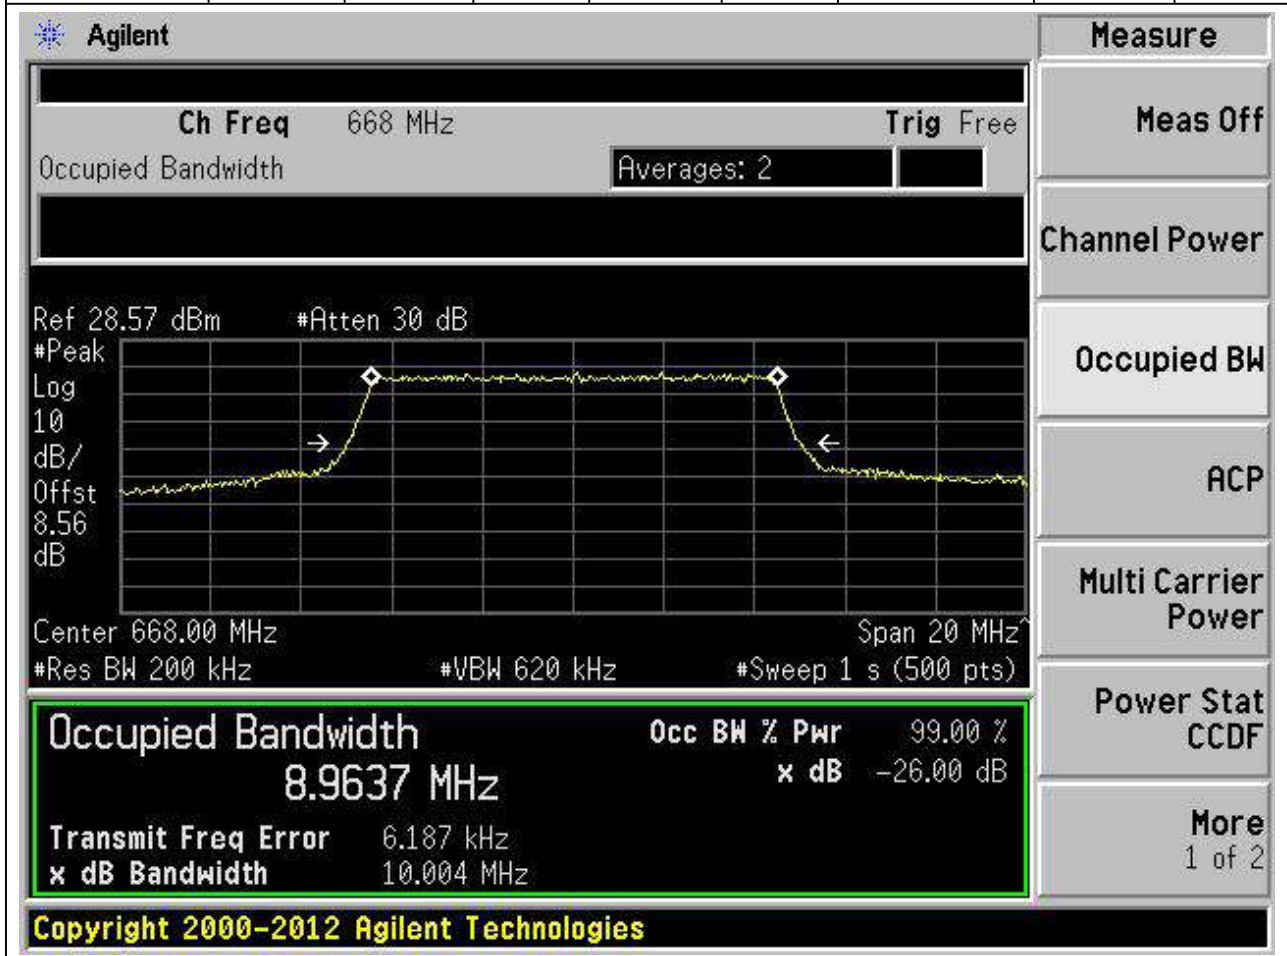 Agilent
Measure
Ch Freq 668 MHz Trig Free
Meas Off
Occupied Bandwidth Averages: 2
Channel Power
Ref 28.57 dBm #Atten 30 dB
#Peak
Log
10
dB/
Offst
8.56
dB
Occupied BW
ACP
Multi Carrier
Power
Center 668.00 MHz Span 20 MHz^
#Res BW 200 kHz #VBW 620 kHz #Sweep 1 s (500 pts)
Occupied Bandwidth Occ BW % Pwr 99.00 %
8.9637 MHz x dB -26.00 dB
Transmit Freq Error 6.187 kHz
x dB Bandwidth 10.004 MHz
Power Stat
CCDF
More
1 of 2
Copyright 2000-2012 Agilent Technologies